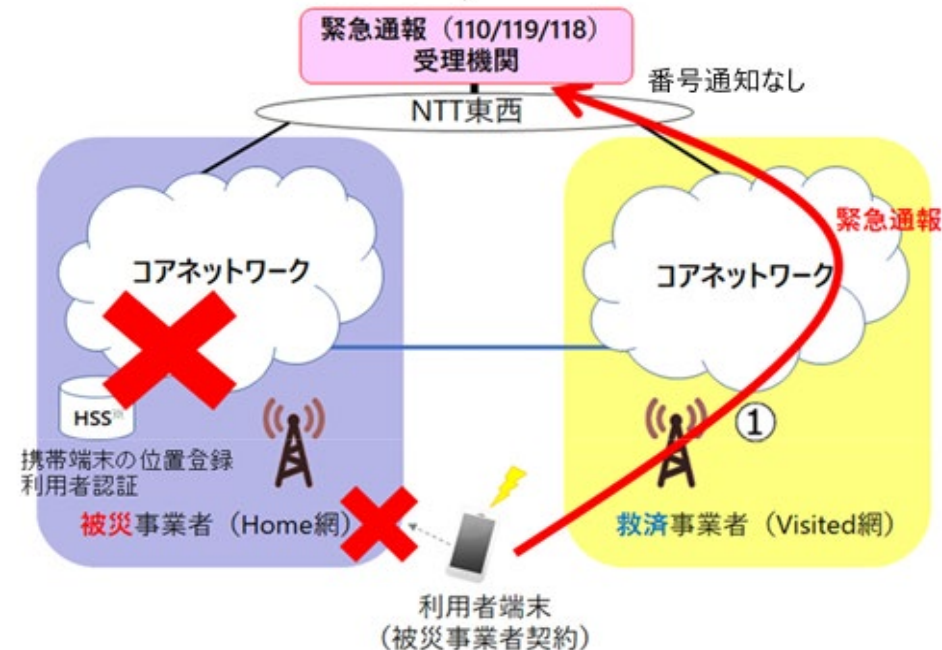 緊急通報（110/119/118）
受理機関
番号通知なし
NTT東西
緊急通報
コアネットワーク
コアネットワーク
HSS※
①
携帯端末の位置登録
利用者認証
被災事業者（Home網）
救済事業者（Visited網）
利用者端末
（被災事業者契約）